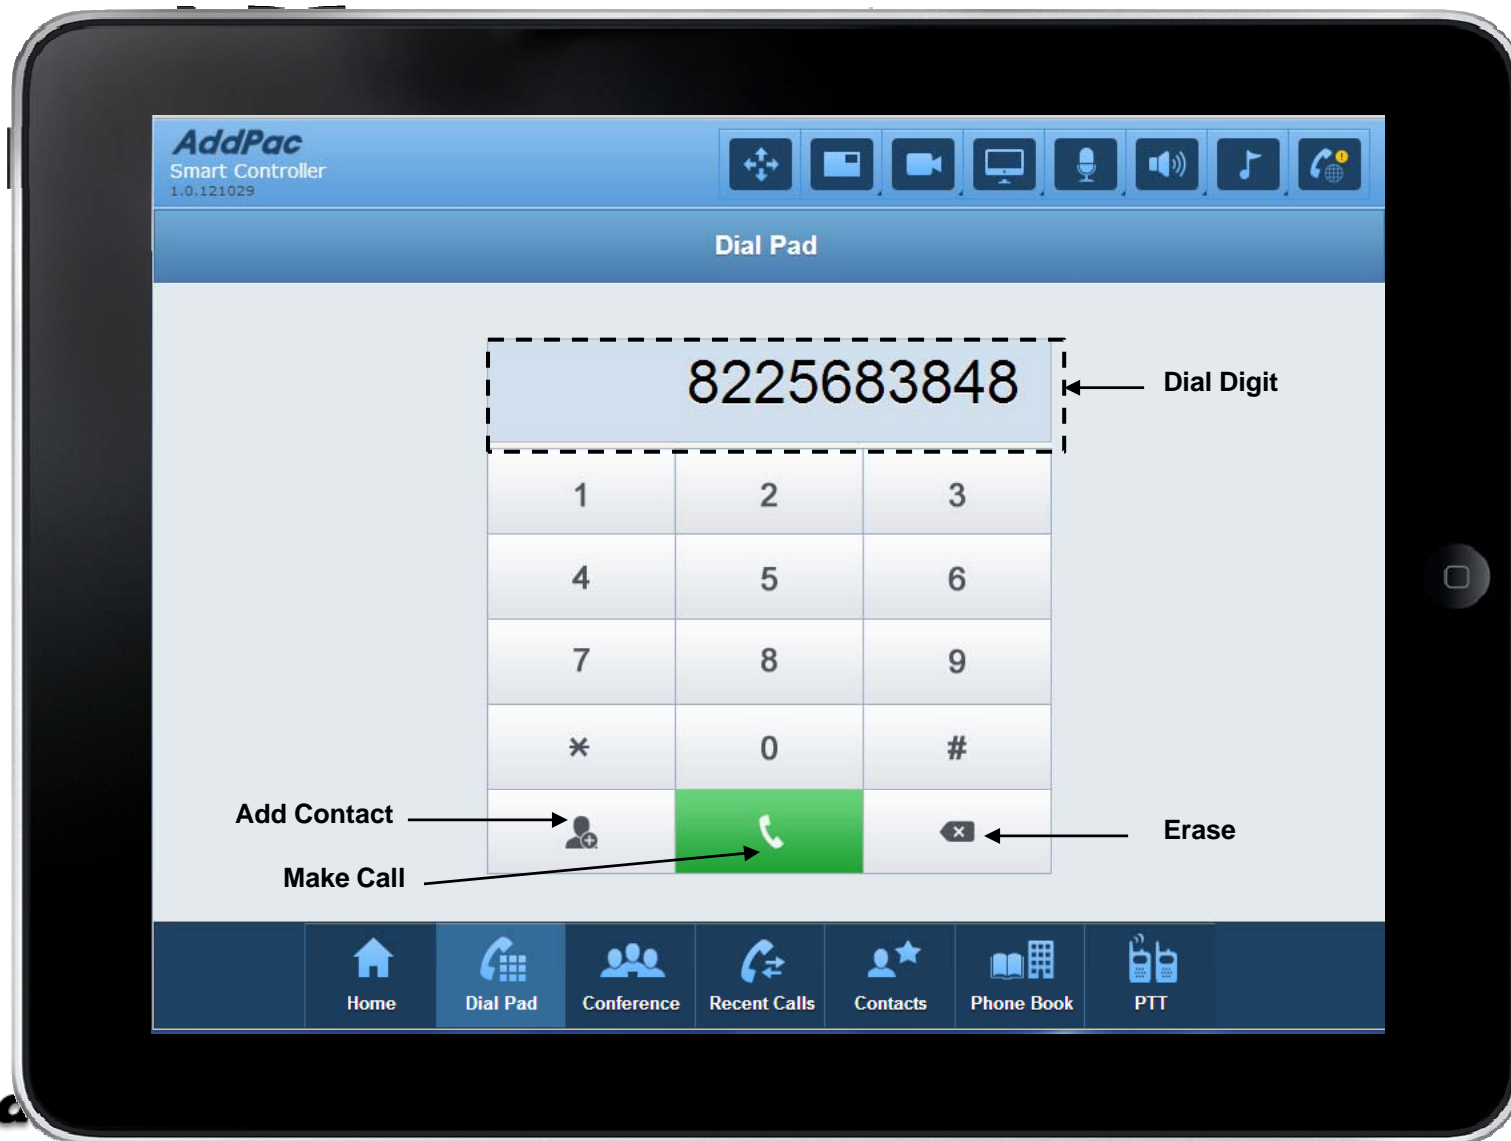 AddPac
Smart Controller
1.0.121029
Dial Pad
8225683848
Dial Digit
1 2 3
4 5 6
7 8 9
* 0 #
Add Contact
Erase
Make Call
Home Dial Pad Conference Recent Calls Contacts Phone Book PTT